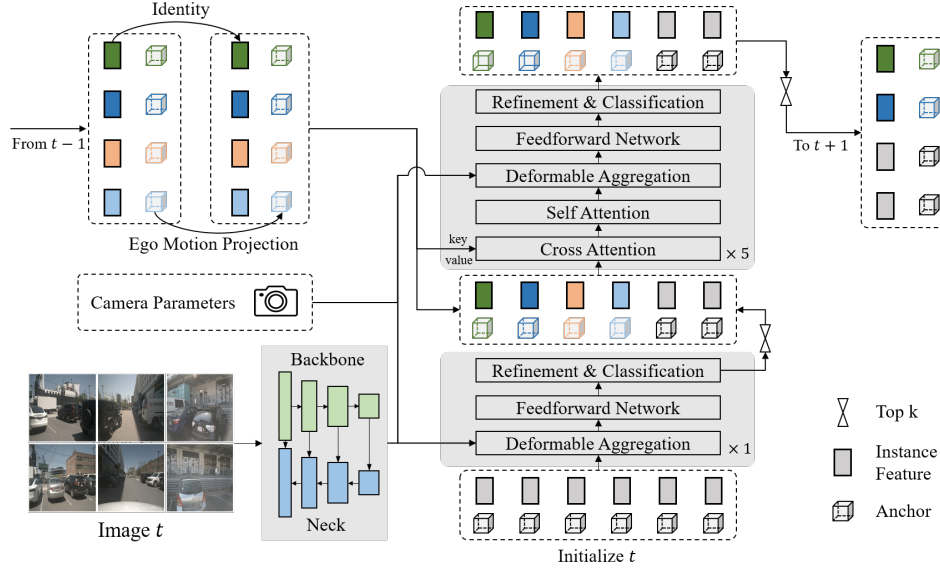 Identity
From t − 1
Ego Motion Projection
Camera Parameters
Image t
Backbone
Neck
Refinement & Classification
Feedforward Network
Deformable Aggregation
Self Attention
key
value
Cross Attention
× 5
Refinement & Classification
Feedforward Network
Deformable Aggregation
× 1
Initialize t
To t + 1
Top k
Instance
Feature
Anchor